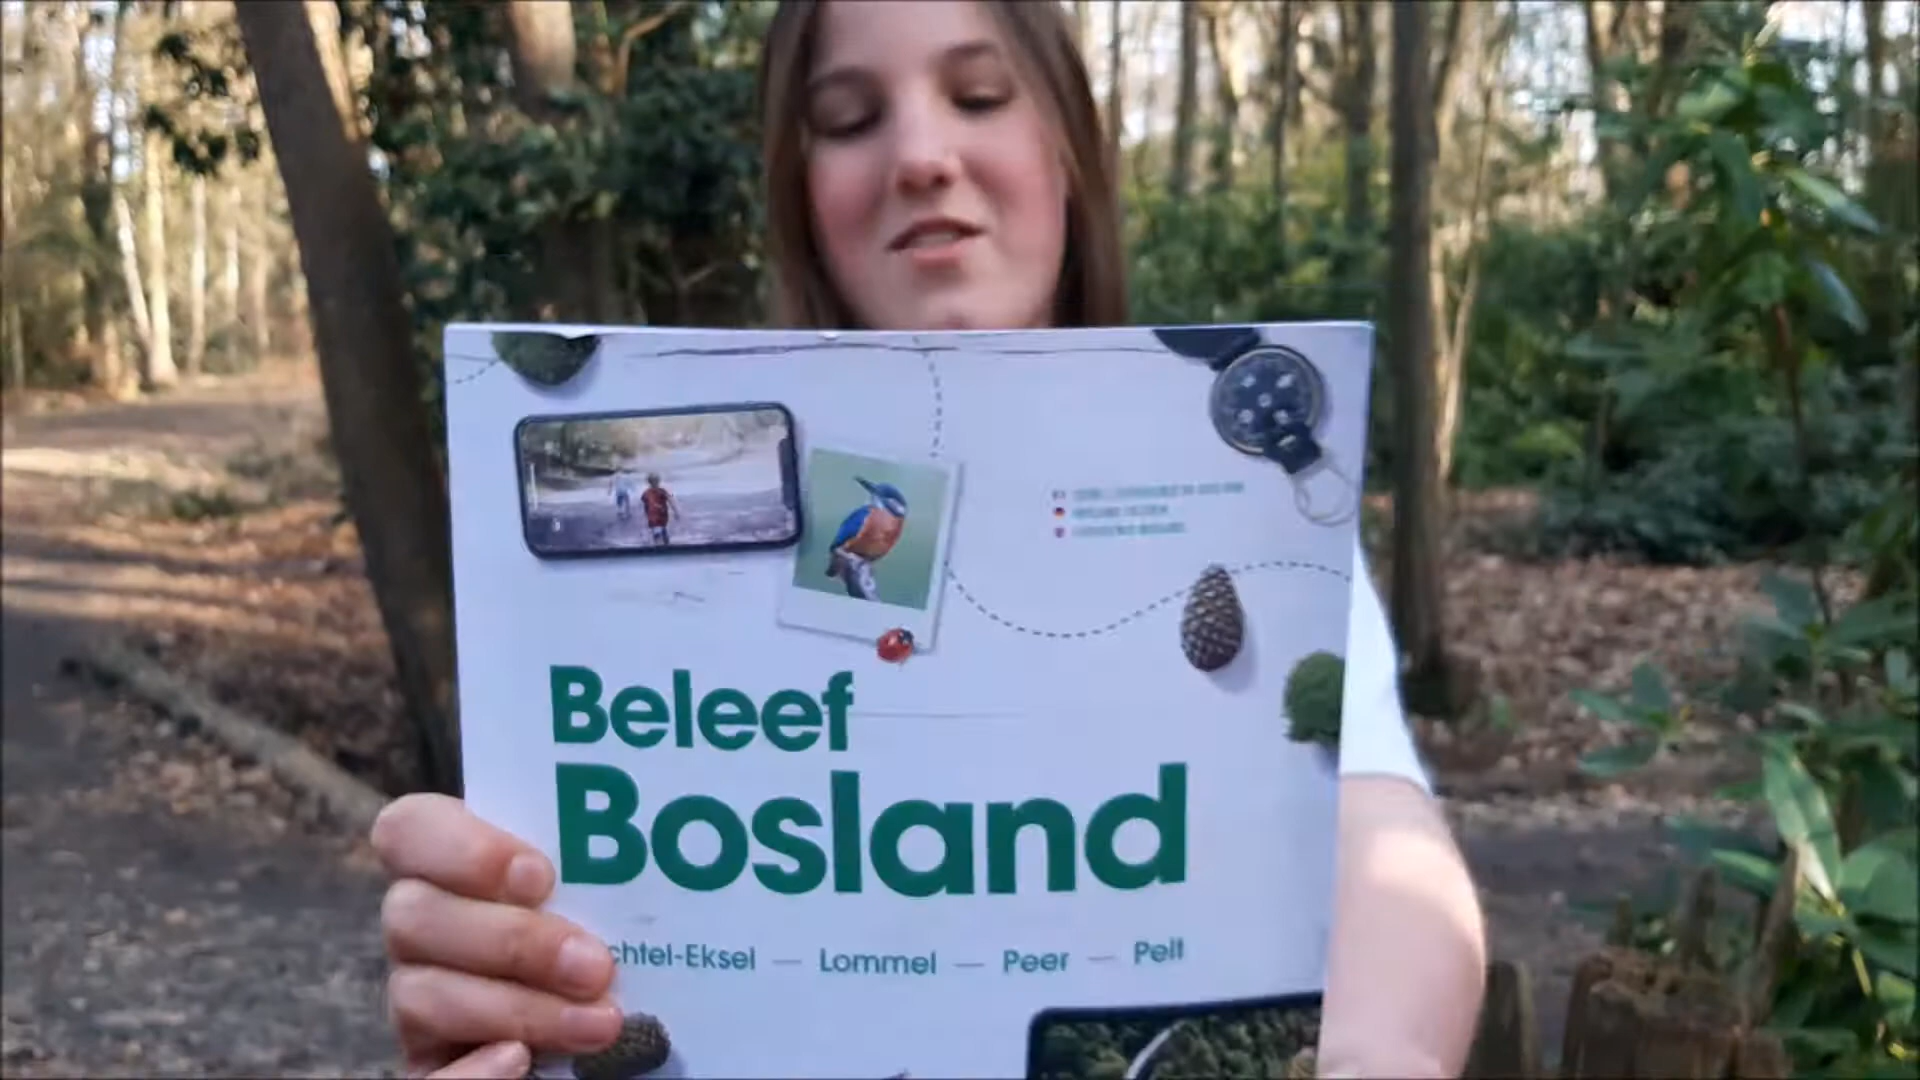 Beleef
Bosland
chtel-Eksel — Lommel — Peer — Pelt